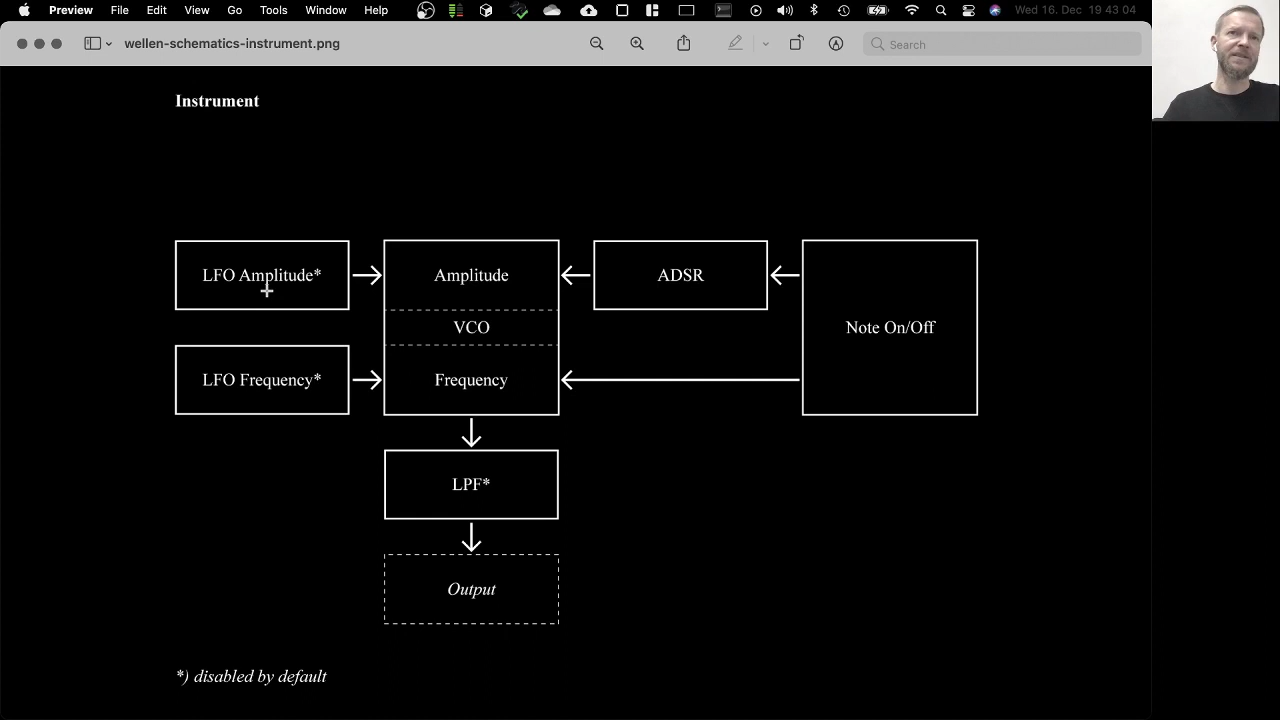 Preview File Edit View Go Tools Window Help Wed 16. Dec 19 43 04
wellen-schematics-instrument.png Search
Instrument
LFO Amplitude* Amplitude ADSR
VCO Note On/Off
LFO Frequency* Frequency
LPF*
Output
*) disabled by default